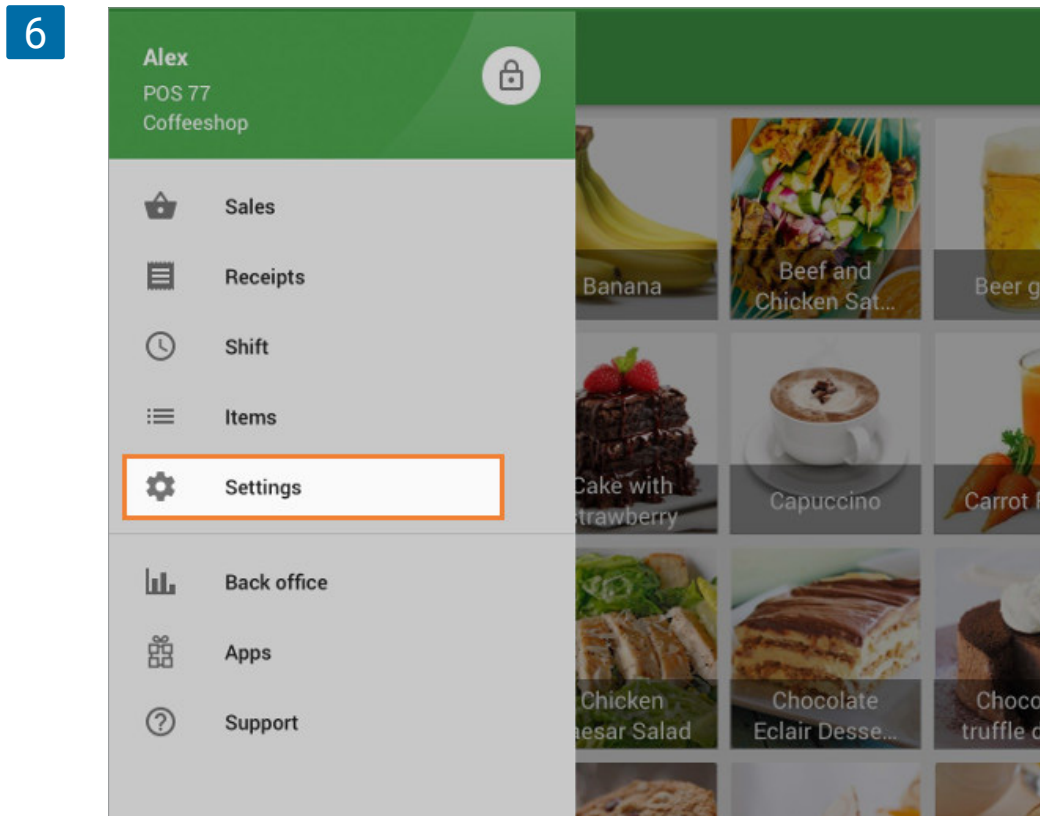 6
Alex
POS 77
Coffeeshop
Sales
Receipts
Shift
Items
Settings
Back office
Apps
Support
Banana
Beef and
Chicken Sat...
Beer g
Cake with
strawberry
Capuccino
Carrot
Chicken
aesar Salad
Chocolate
Eclair Desse...
Choco
truffle